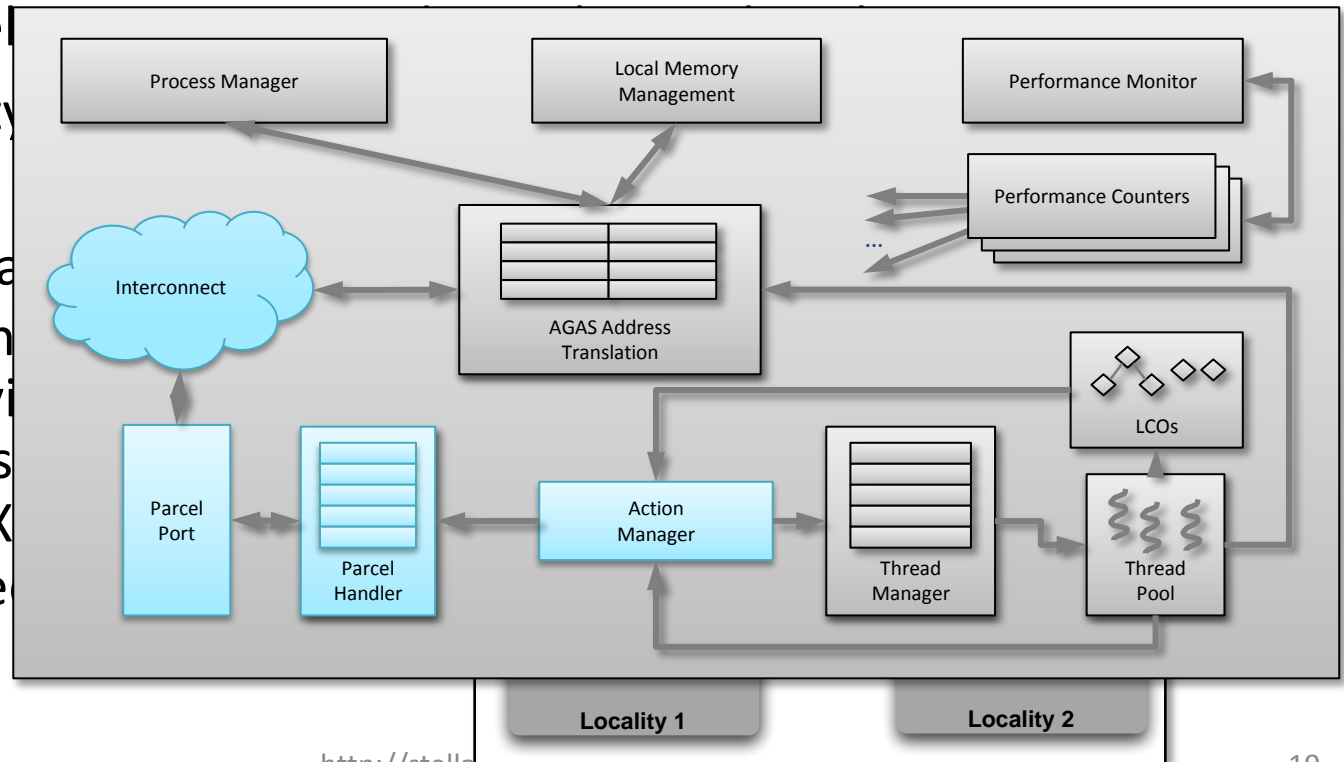 Process Manager
Local Memory
Management
Performance Monitor
Performance Counters
...
Interconnect
AGAS Address
Translation
LCOs
Parcel
Port
Parcel
Handler
Action
Manager
Thread
Manager
Thread
Pool
Locality 1
Locality 2